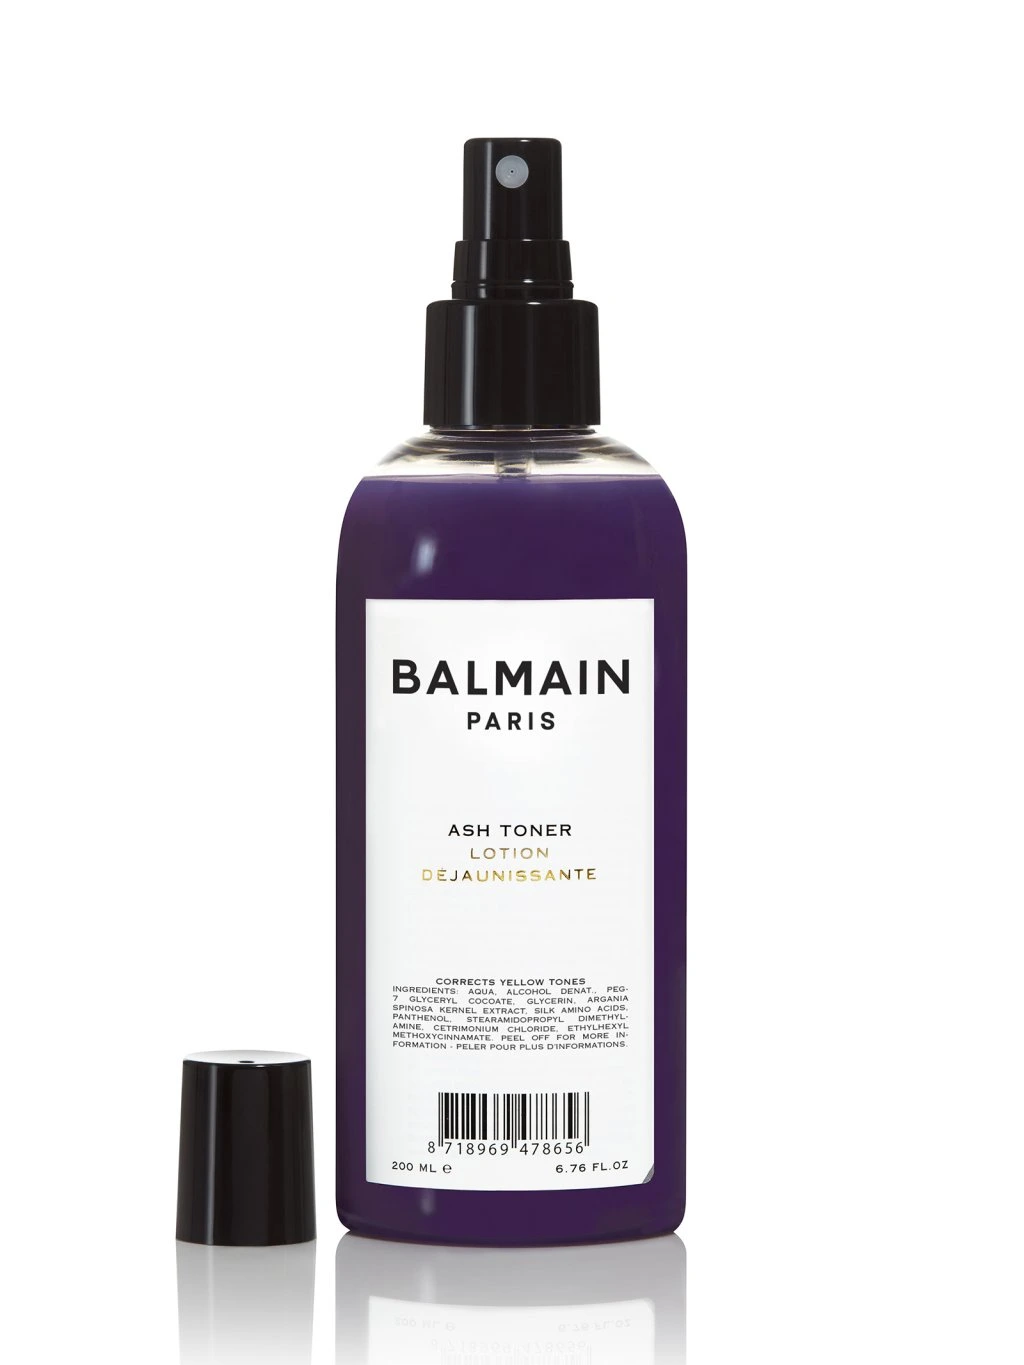 BALMAIN
PARIS
ASH TONER
LOTION
DÉJAUNISSANTE
CORRECTS YELLOW TONES
INGREDIENTS: AQUA, ALCOHOL DENAT., PEG-
7 GLYCERYL COCOATE, GLYCERIN, ARGANIA
SPINOSA KERNEL EXTRACT, SILK AMINO ACIDS,
PANTHENOL, STEARAMIDOPROPYL DIMETHYL-
AMINE, CETRIMONIUM CHLORIDE, ETHYLHEXYL
METHOXYCINNAMATE. PEEL OFF FOR MORE IN-
FORMATION - PELER POUR PLUS D'INFORMATIONS.
8 718969 478656
200 ML ℮ 6.76 FL.OZ